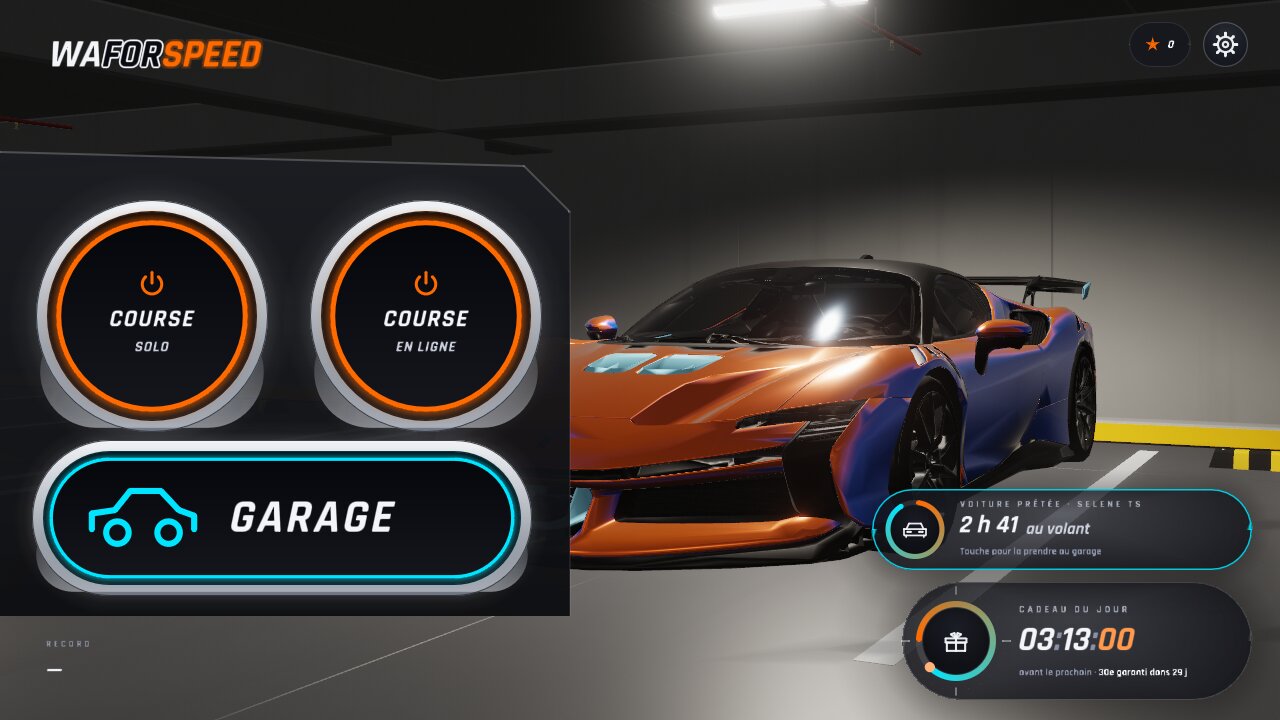 WAFORSPEED
0
COURSE
SOLO
COURSE
EN LIGNE
GARAGE
VOITURE PRÊTÉE · SELENE TS
2 h 41 au volant
Touche pour la prendre au garage
CADEAU DU JOUR
03:13:00
avant le prochain · 30e garanti dans 29 j
RECORD
—